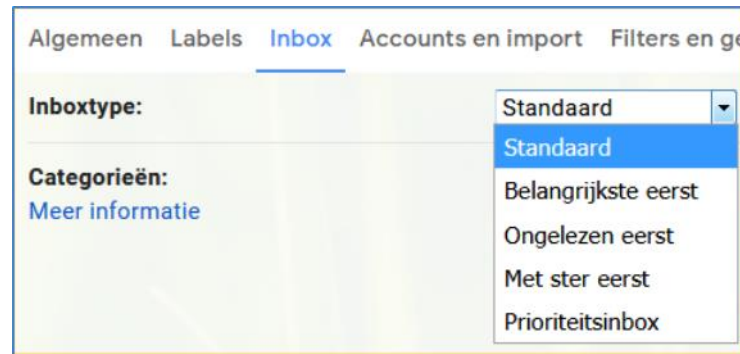 Algemeen Labels Inbox Accounts en import Filters en
Inboxtype:
Standaard
Standaard
Categorieën:
Belangrijkste eerst
Meer informatie
Ongelezen eerst
Met ster eerst
Prioriteitsinbox